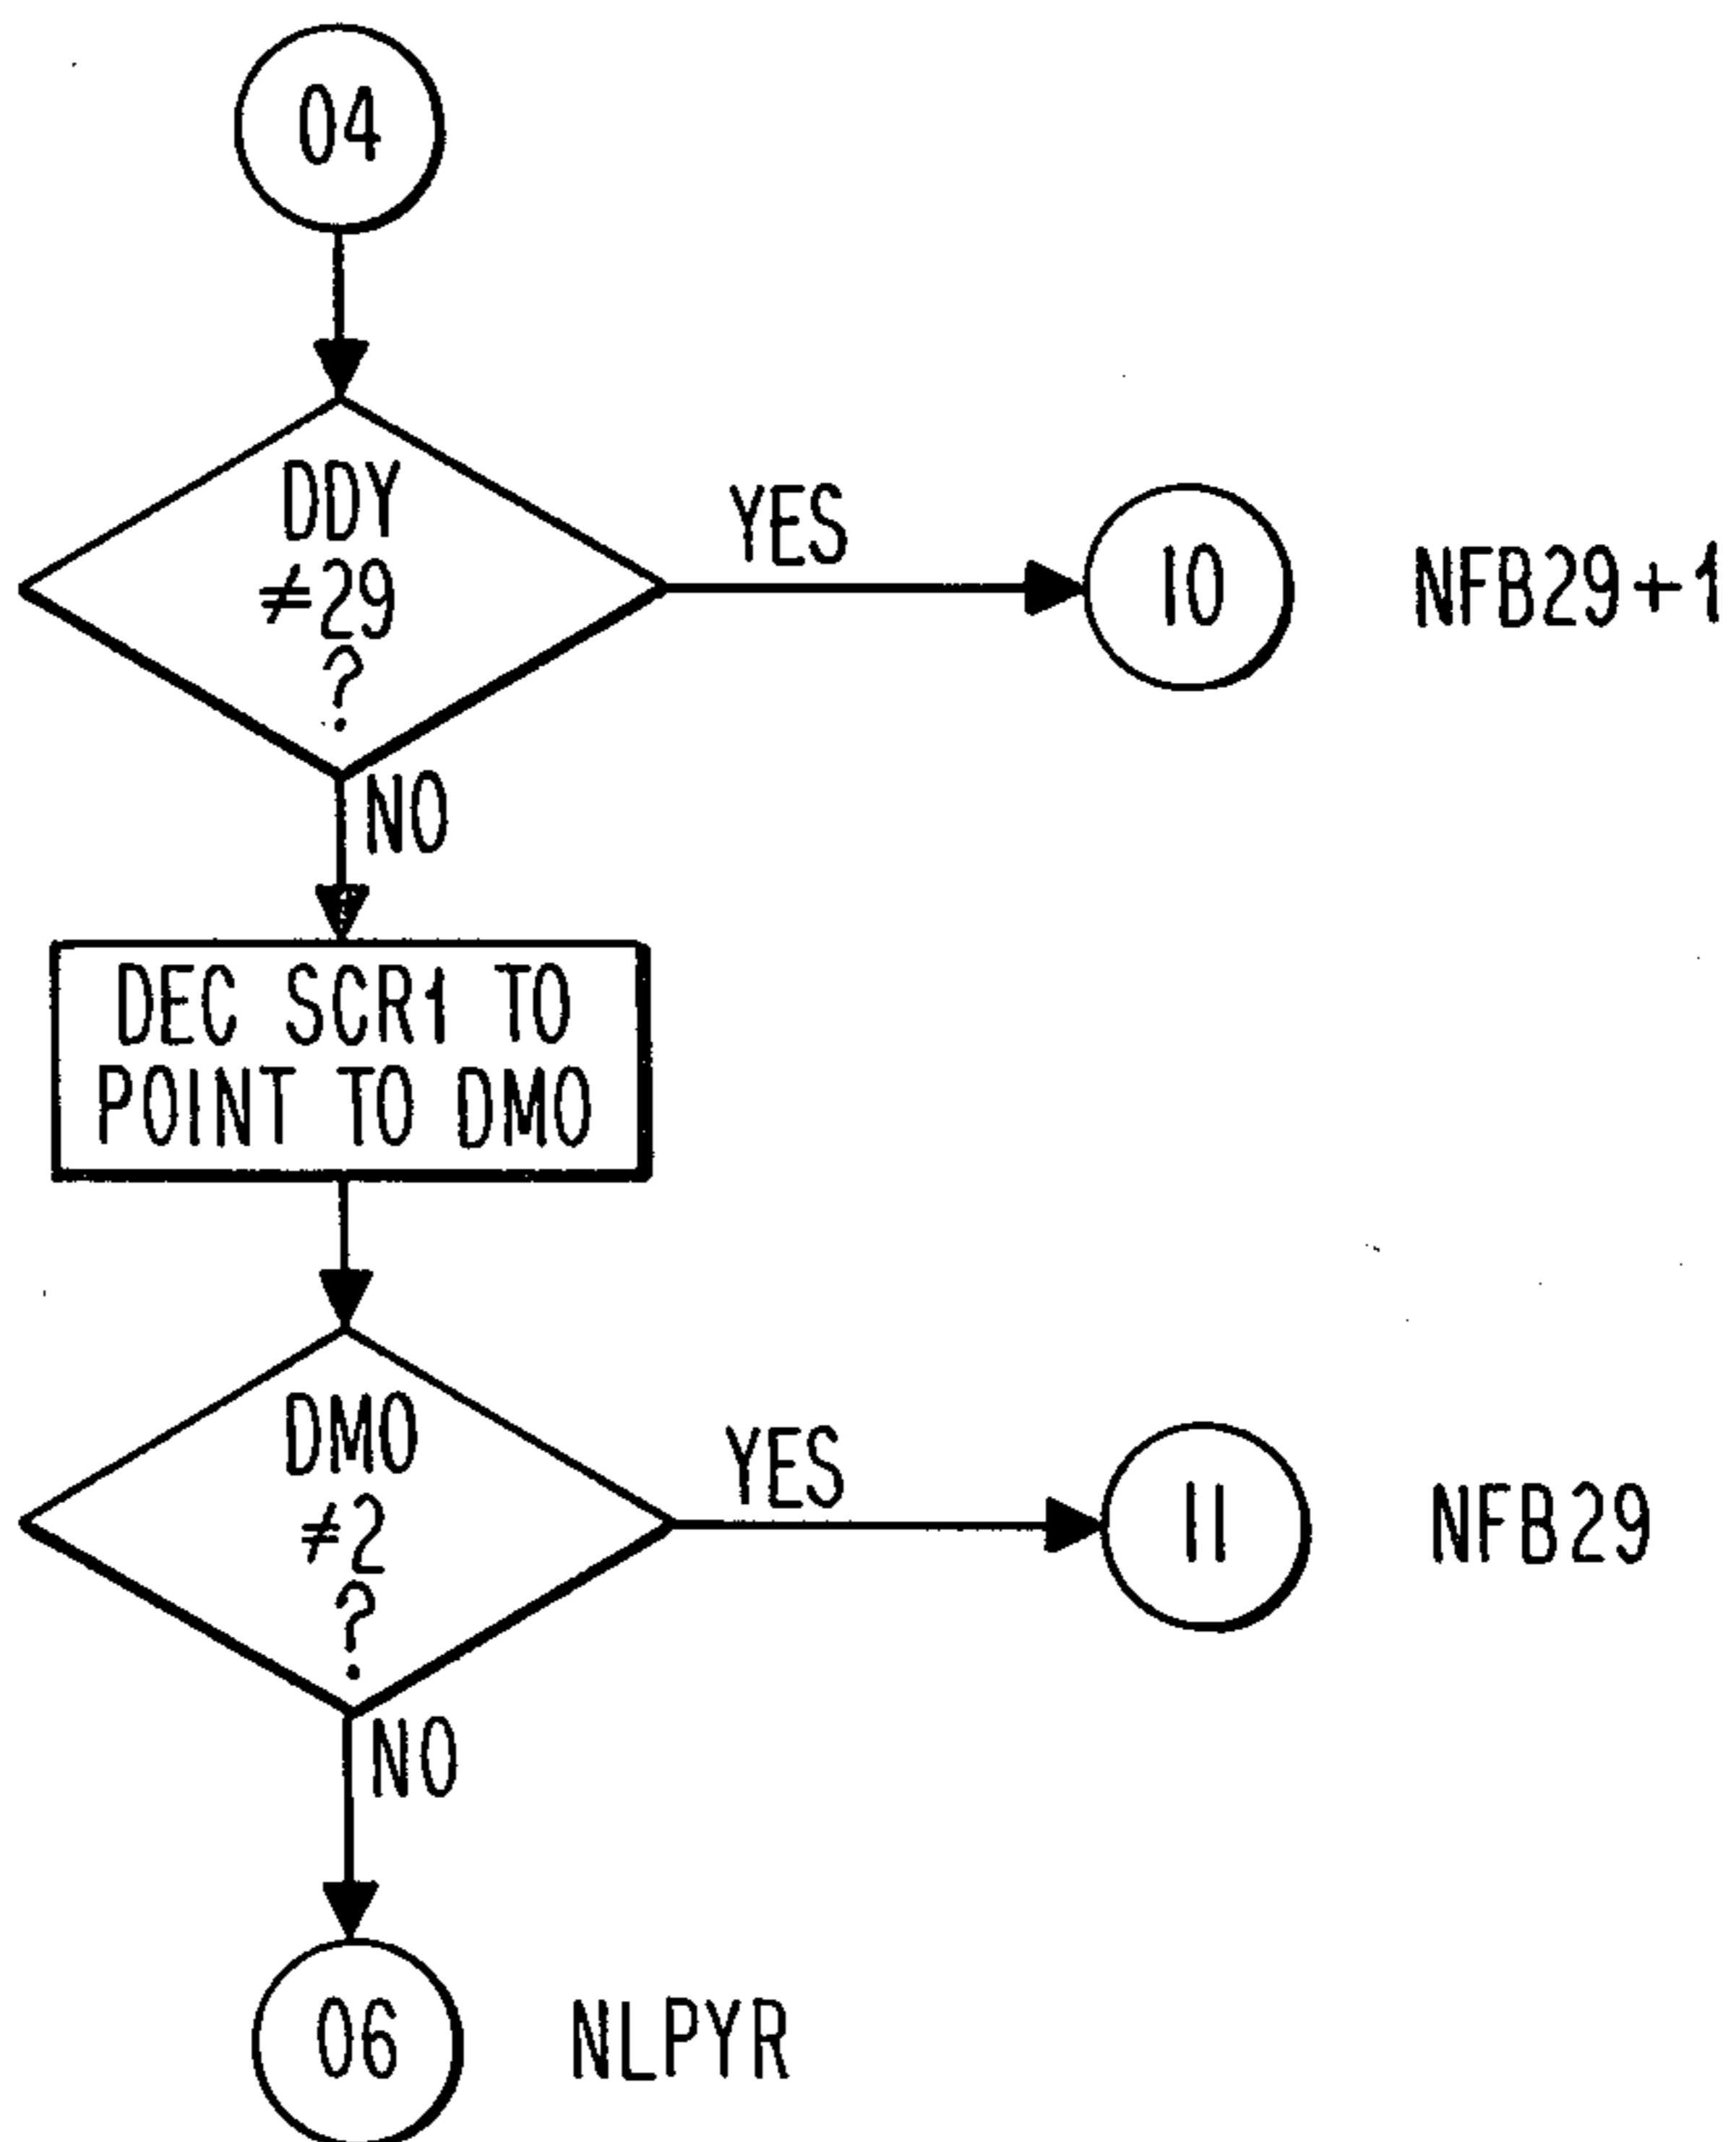 04
DDY
≠29
?
YES
10
NFB29+1
NO
DEC SCR1 TO
POINT TO DMO
DMO
≠2
?
YES
11
NFB29
NO
06
NLPYR